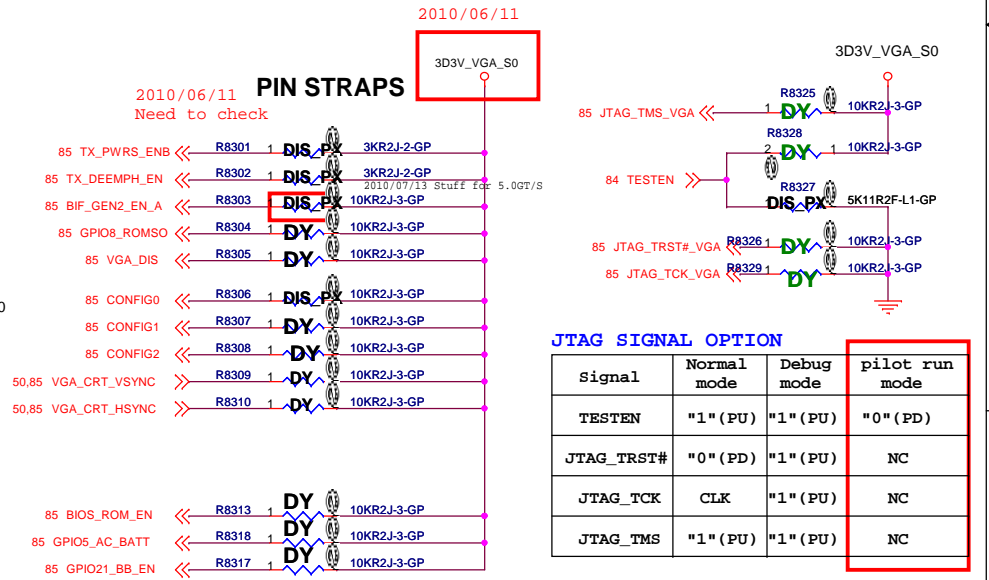 2010/06/11
3D3V_VGA_S0
PIN STRAPS
2010/06/11
Need to check
85 TX_PWRS_ENB R8301 1 DIS_PX 3KR2J-2-GP
85 TX_DEEMPH_EN R8302 1 DIS_PX 3KR2J-2-GP
2010/07/13 Stuff for 5.0GT/S
85 BIF_GEN2_EN_A R8303 1 DIS_PX 10KR2J-3-GP
85 GPIO8_ROMSO R8304 1 DY 10KR2J-3-GP
85 VGA_DIS R8305 1 DY 10KR2J-3-GP
0
85 CONFIG0 R8306 1 DIS_PX 10KR2J-3-GP
85 CONFIG1 R8307 1 DY 10KR2J-3-GP
85 CONFIG2 R8308 1 DY 10KR2J-3-GP
50,85 VGA_CRT_VSYNC R8309 1 DY 10KR2J-3-GP
50,85 VGA_CRT_HSYNC R8310 1 DY 10KR2J-3-GP
85 BIOS_ROM_EN R8313 1 DY 10KR2J-3-GP
85 GPIO5_AC_BATT R8318 1 DY 10KR2J-3-GP
85 GPIO21_BB_EN R8317 1 DY 10KR2J-3-GP
3D3V_VGA_S0
85 JTAG_TMS_VGA 1 R8325 DY 10KR2J-3-GP
R8328
2 DY 1 10KR2J-3-GP
84 TESTEN
R8327
DIS_PX 5K11R2F-L1-GP
85 JTAG_TRST#_VGA R8326 1 DY 10KR2J-3-GP
85 JTAG_TCK_VGA R8329 1 DY 10KR2J-3-GP
JTAG SIGNAL OPTION
Signal Normal mode Debug mode pilot run mode
TESTEN "1"(PU) "1"(PU) "0"(PD)
JTAG_TRST# "0"(PD) "1"(PU) NC
JTAG_TCK CLK "1"(PU) NC
JTAG_TMS "1"(PU) "1"(PU) NC